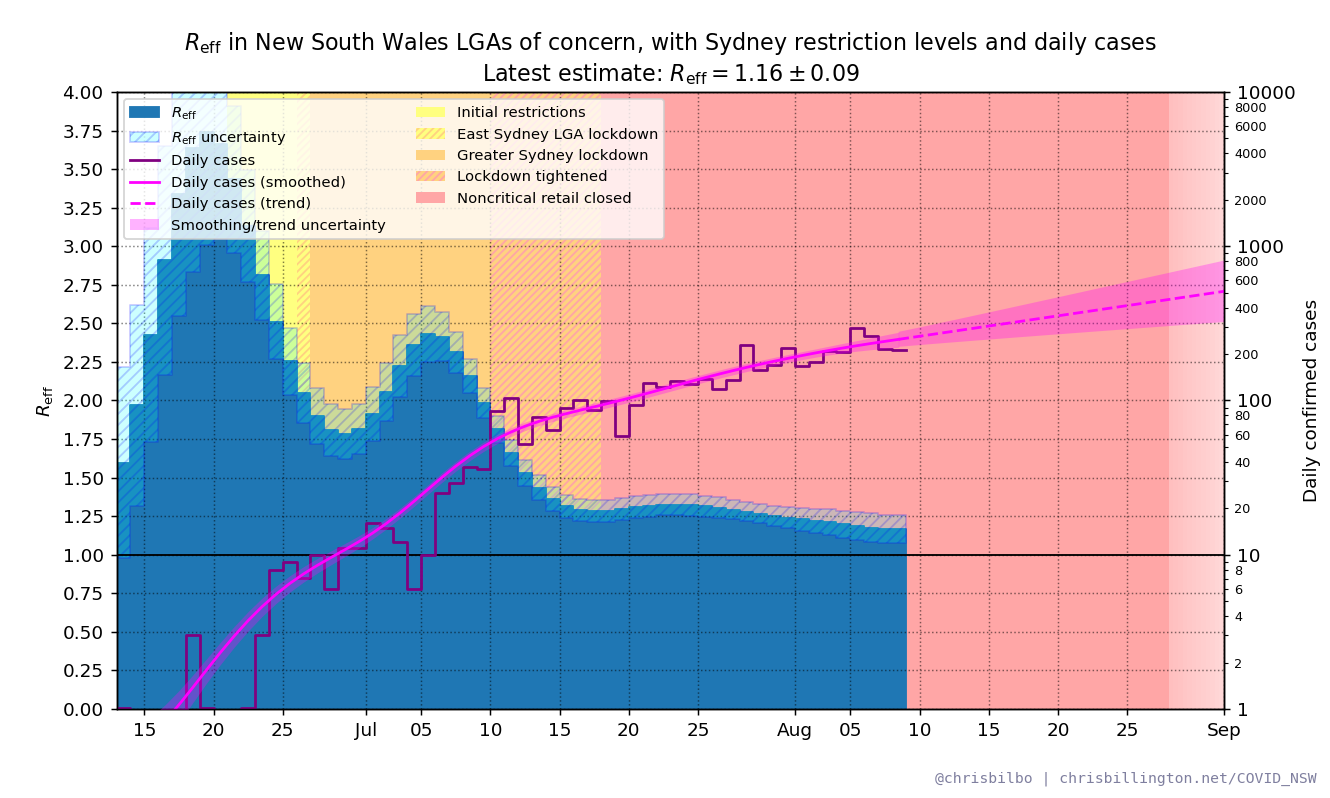 Reff in New South Wales LGAs of concern, with Sydney restriction levels and daily cases
Latest estimate: Reff = 1.16 ± 0.09
Reff
Reff uncertainty
Daily cases
Daily cases (smoothed)
Daily cases (trend)
Smoothing/trend uncertainty
Initial restrictions
East Sydney LGA lockdown
Greater Sydney lockdown
Lockdown tightened
Noncritical retail closed
Reff
4.00
3.75
3.50
3.25
3.00
2.75
2.50
2.25
2.00
1.75
1.50
1.25
1.00
0.75
0.50
0.25
0.00
10000
8000
6000
4000
2000
1000
800
600
400
200
100
80
60
40
20
10
8
6
4
2
1
Daily confirmed cases
15 20 25 Jul 05 10 15 20 25 Aug 05 10 15 20 25 Sep
@chrisbilbo | chrisbillington.net/COVID_NSW